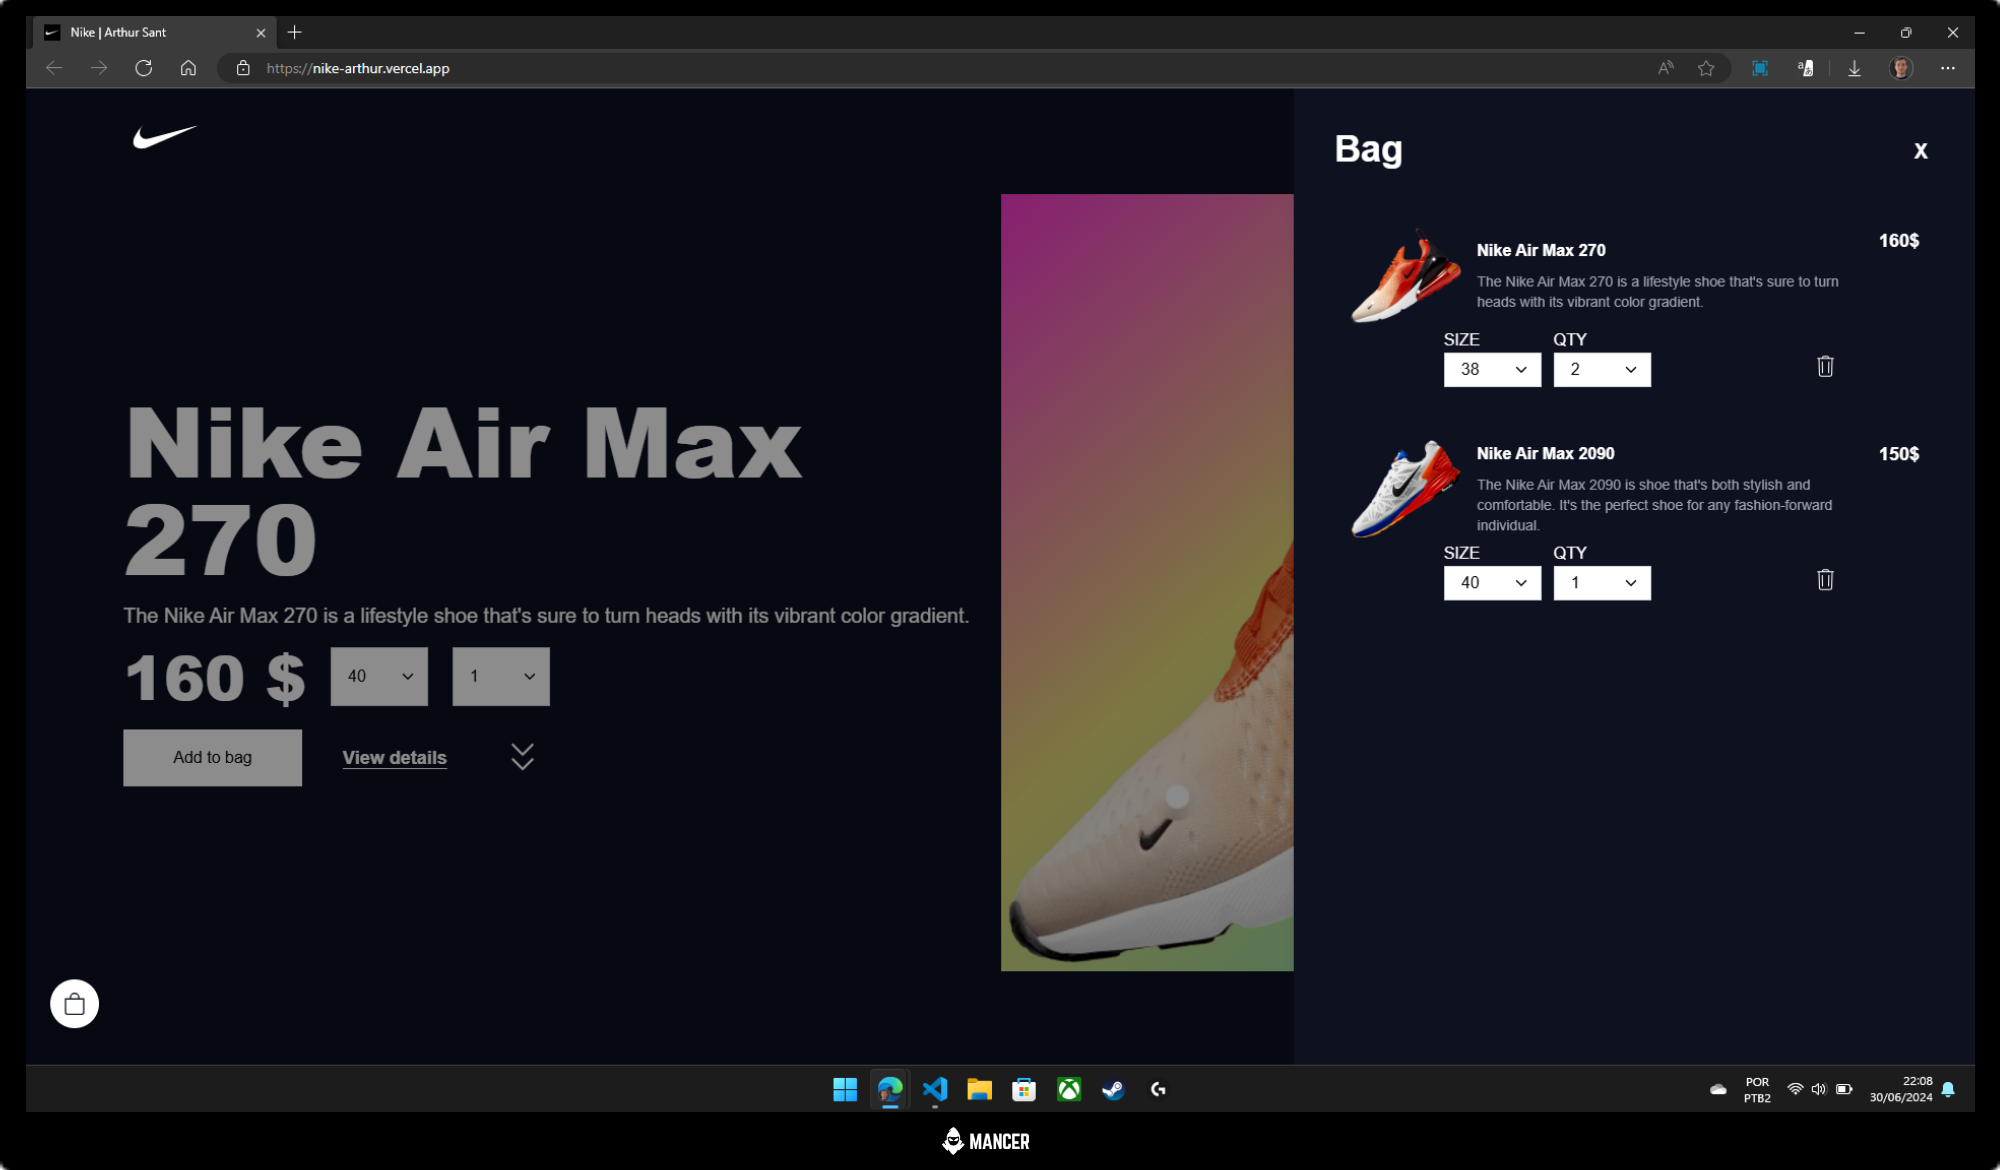 Nike | Arthur Sant
https://nike-arthur.vercel.app
Bag
X
Nike Air Max 270
160$
The Nike Air Max 270 is a lifestyle shoe that's sure to turn
heads with its vibrant color gradient.
SIZE
QTY
38
2
Nike Air Max 2090
150$
The Nike Air Max 2090 is shoe that's both stylish and
comfortable. It's the perfect shoe for any fashion-forward
individual.
SIZE
QTY
40
1
Nike Air Max
270
The Nike Air Max 270 is a lifestyle shoe that's sure to turn heads with its vibrant color gradient.
160 $
40
1
Add to bag
View details
POR
PTB2
22:08
30/06/2024
MANCER